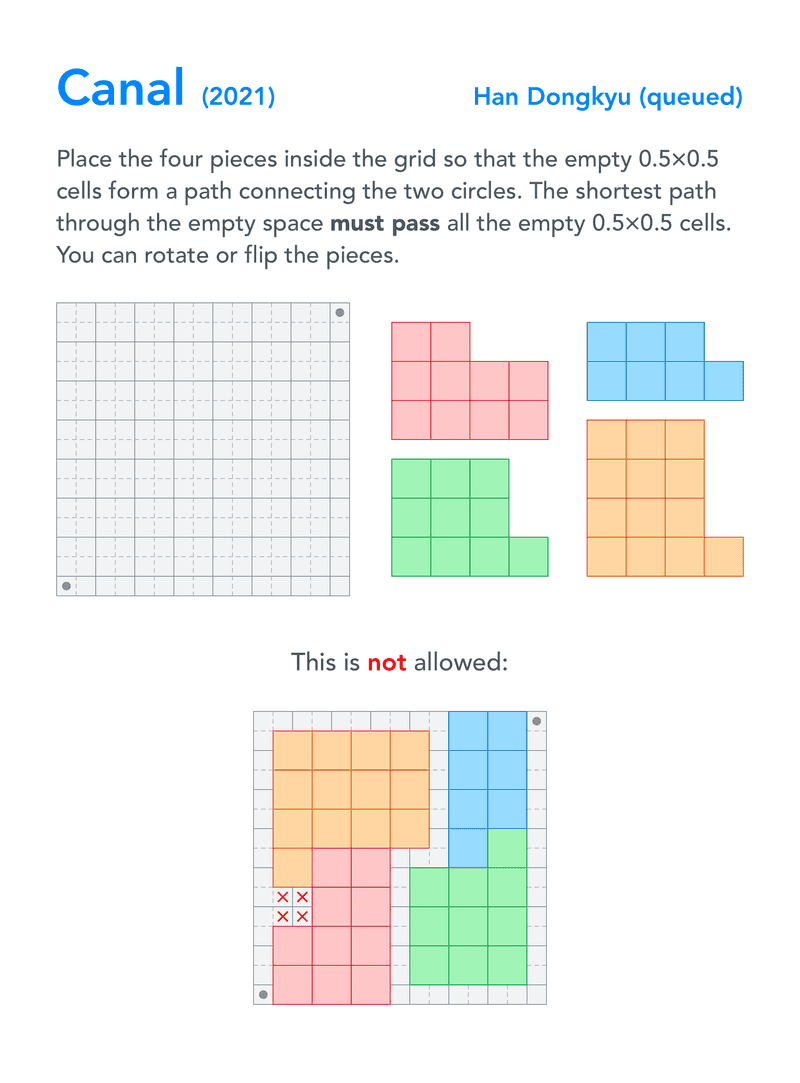 Canal (2021)
Han Dongkyu (queued)
Place the four pieces inside the grid so that the empty 0.5×0.5
cells form a path connecting the two circles. The shortest path
through the empty space must pass all the empty 0.5×0.5 cells.
You can rotate or flip the pieces.
This is not allowed: